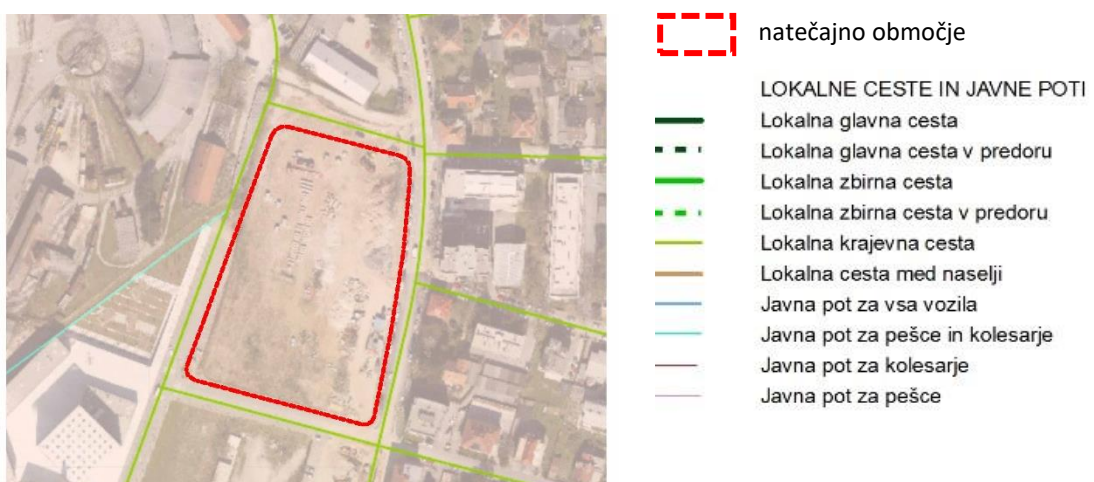 natečajno območje
LOKALNE CESTE IN JAVNE POTI
Lokalna glavna cesta
Lokalna glavna cesta v predoru
Lokalna zbirna cesta
Lokalna zbirna cesta v predoru
Lokalna krajevna cesta
Lokalna cesta med naselji
Javna pot za vsa vozila
Javna pot za pešce in kolesarje
Javna pot za kolesarje
Javna pot za pešce